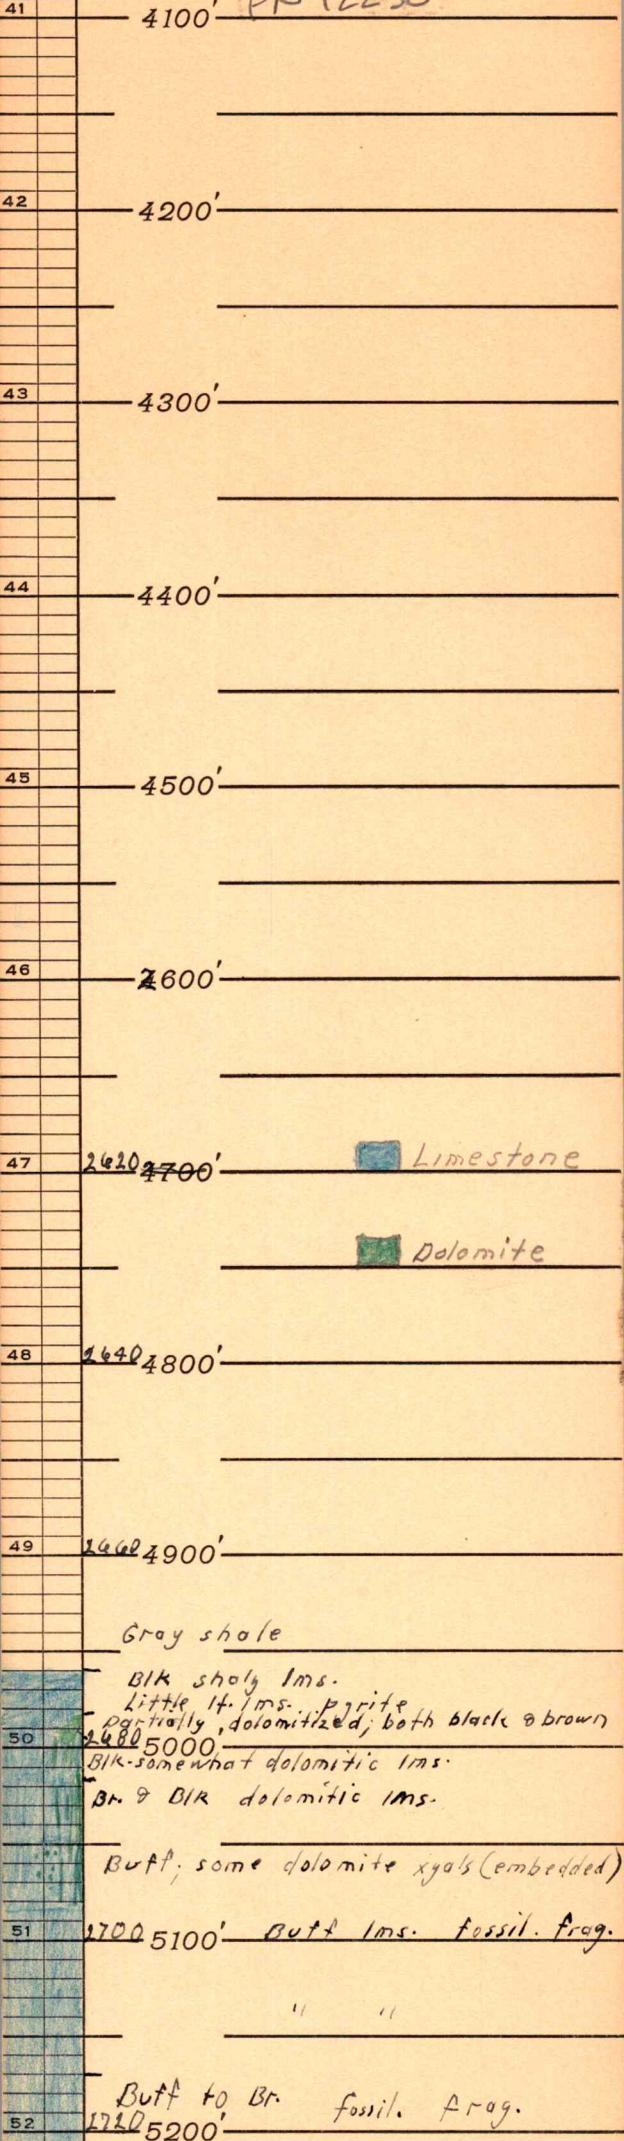 41 4100' PN 12230
42 4200'
43 4300'
44 4400'
45 4500'
46 2600'
47 2620 4700' Limestone
Dolomite
48 2640 4800'
49 2660 4900'
Gray shale
Blk shaly lms.
Little lt. lms. pyrite
Partially, dolomitized; both black & brown
50 2680 5000
Blk-somewhat dolomitic lms.
Br. & Blk dolomitic lms.
Buff; some dolomite xyals (embedded)
51 2700 5100' Buff lms. fossil. frag.
" "
Buff to Br. fossil. frag.
52 2720 5200'